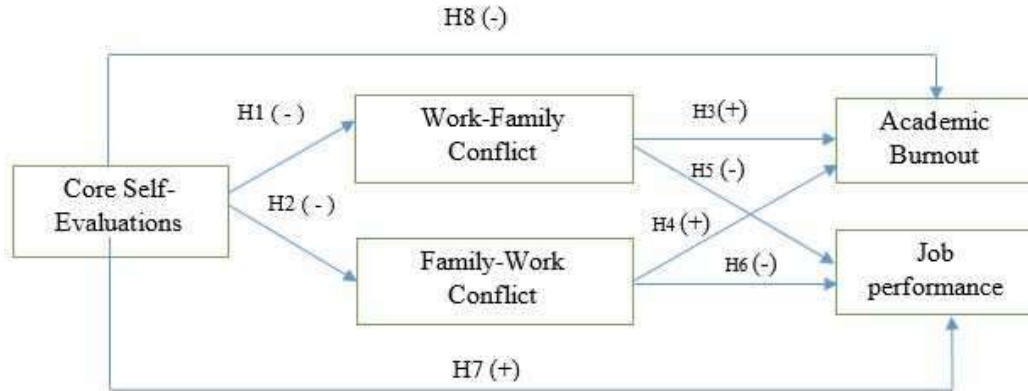 H8 (-)
H1 ( - )
Work-Family
Conflict
H3(+)
Academic
Burnout
Core Self-
Evaluations
H2 ( - )
H5 (-)
H4 (+)
Family-Work
Conflict
H6(-)
Job
performance
H7 (+)